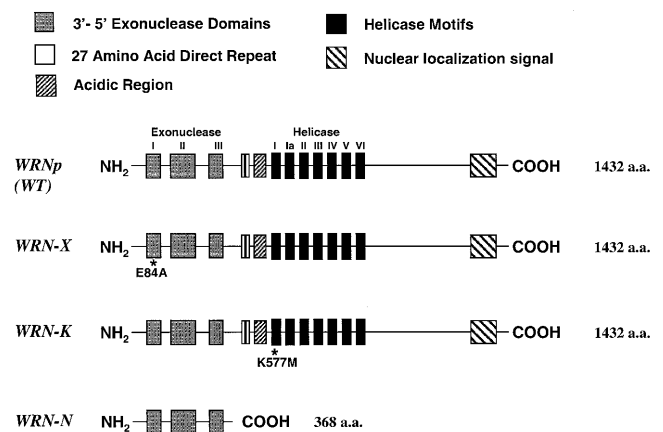 3'- 5' Exonuclease Domains
Helicase Motifs
27 Amino Acid Direct Repeat
Nuclear localization signal
Acidic Region
Exonuclease
Helicase
I II III I Ia II III IV V VI
WRNp NH2 COOH 1432 a.a.
(WT)
WRN-X NH2 COOH 1432 a.a.
*
E84A
WRN-K NH2 COOH 1432 a.a.
*
K577M
WRN-N NH2 COOH 368 a.a.